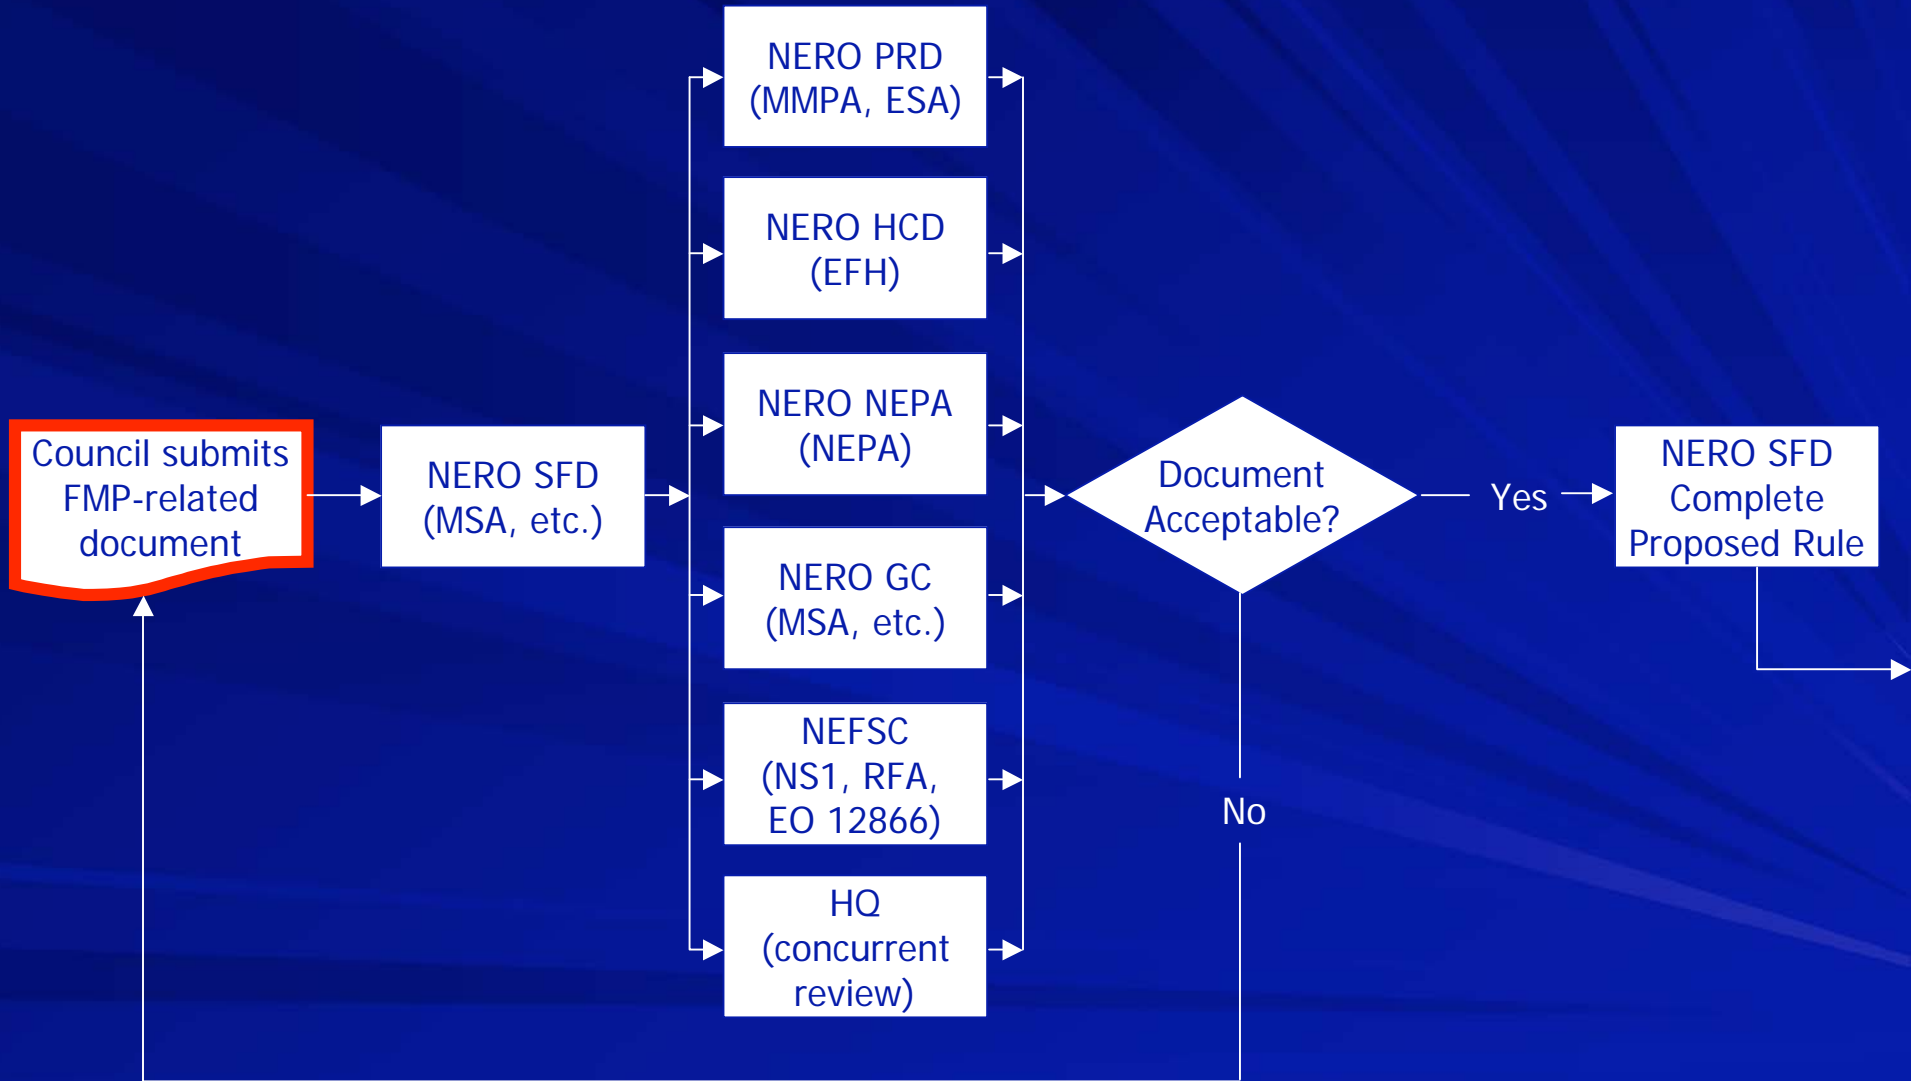 Council submits
FMP-related
document
NERO SFD
(MSA, etc.)
NERO PRD
(MMPA, ESA)
NERO HCD
(EFH)
NERO NEPA
(NEPA)
NERO GC
(MSA, etc.)
NEFSC
(NS1, RFA,
EO 12866)
HQ
(concurrent
review)
Document
Acceptable?
Yes
No
NERO SFD
Complete
Proposed Rule